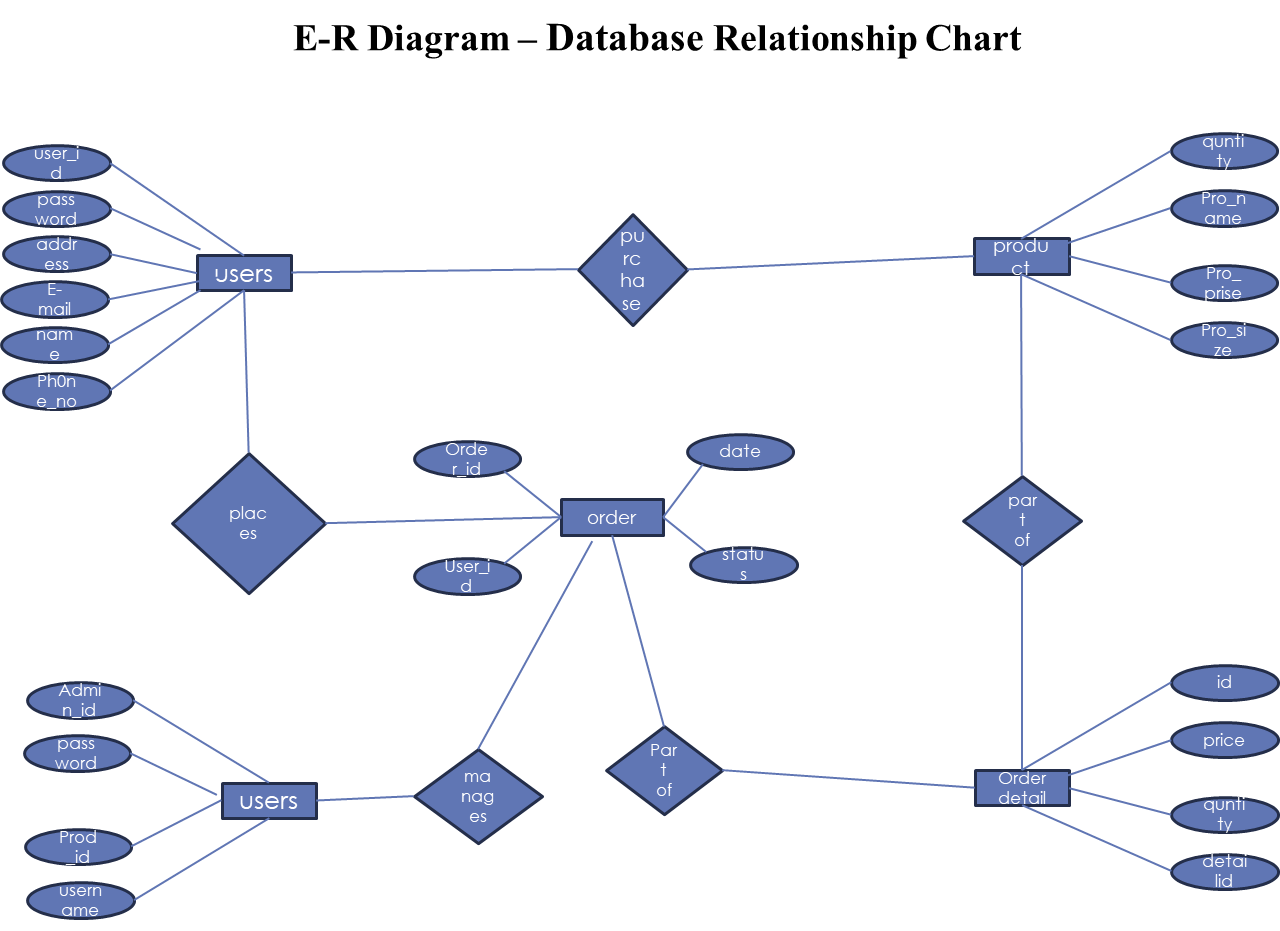 E-R Diagram – Database Relationship Chart
user_i
d
pass
word
addr
ess
E-
mail
nam
e
Ph0n
e_no
users
pu
rc
ha
se
produ
ct
qunti
ty
Pro_n
ame
Pro_
prise
Pro_si
ze
plac
es
Orde
r_id
User_i
d
order
date
statu
s
par
t
of
Admi
n_id
pass
word
Prod
_id
usern
ame
users
ma
nag
es
Par
t
of
Order
detail
id
price
qunti
ty
detai
lid